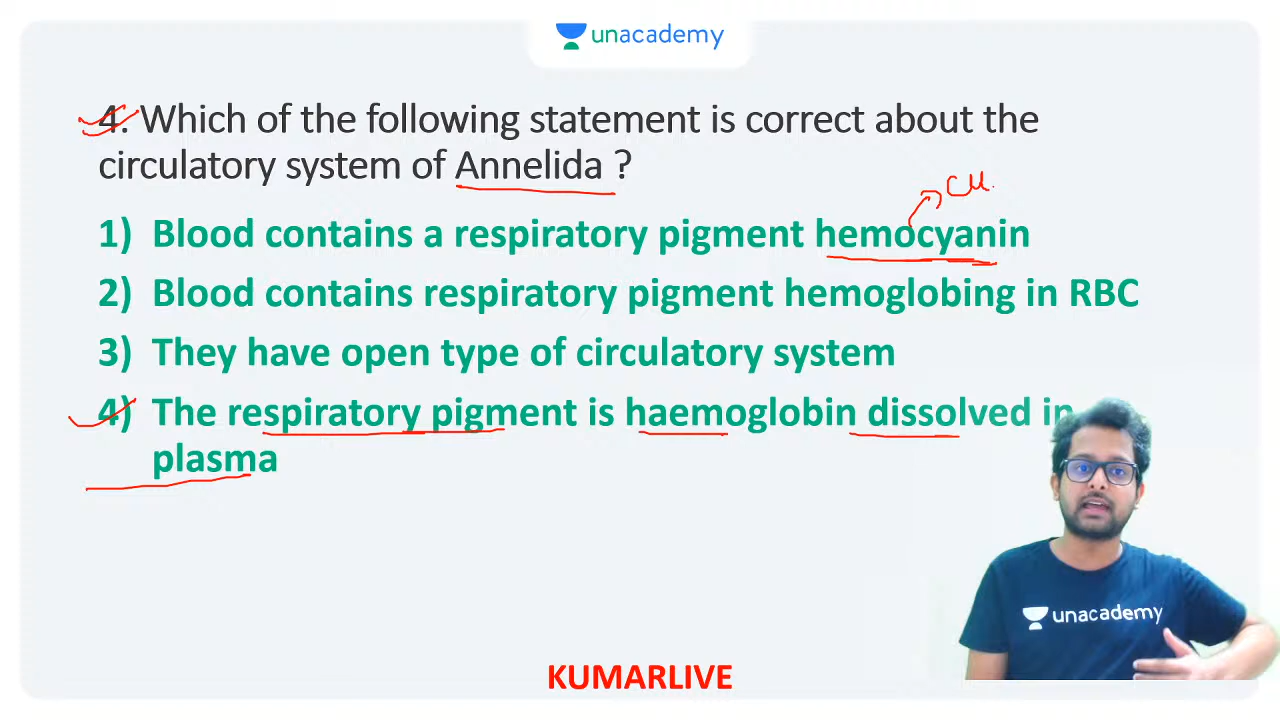 unacademy
4. Which of the following statement is correct about the
circulatory system of Annelida ?
CU.
1) Blood contains a respiratory pigment hemocyanin
2) Blood contains respiratory pigment hemoglobing in RBC
3) They have open type of circulatory system
4) The respiratory pigment is haemoglobin dissolved in
plasma
unacademy
KUMARLIVE